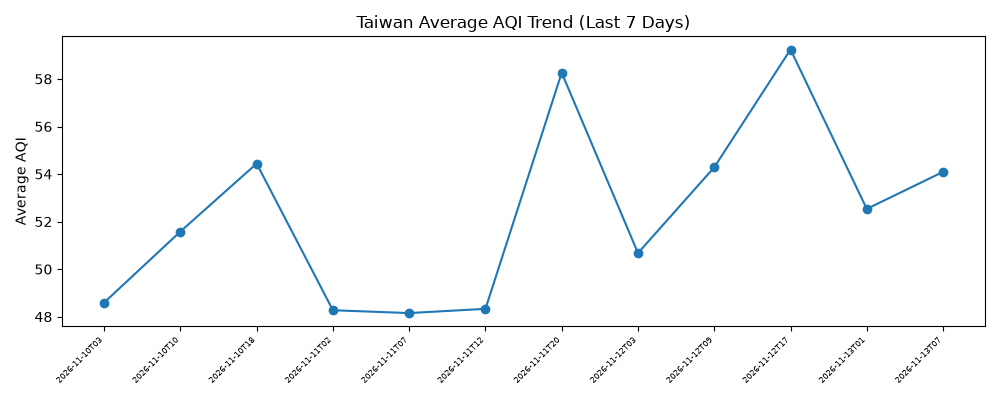 Taiwan Average AQI Trend (Last 7 Days)
Average AQI
58
56
54
52
50
48
2026-11-10T03
2026-11-10T10
2026-11-10T18
2026-11-11T02
2026-11-11T07
2026-11-11T12
2026-11-11T20
2026-11-12T03
2026-11-12T09
2026-11-12T17
2026-11-13T01
2026-11-13T07